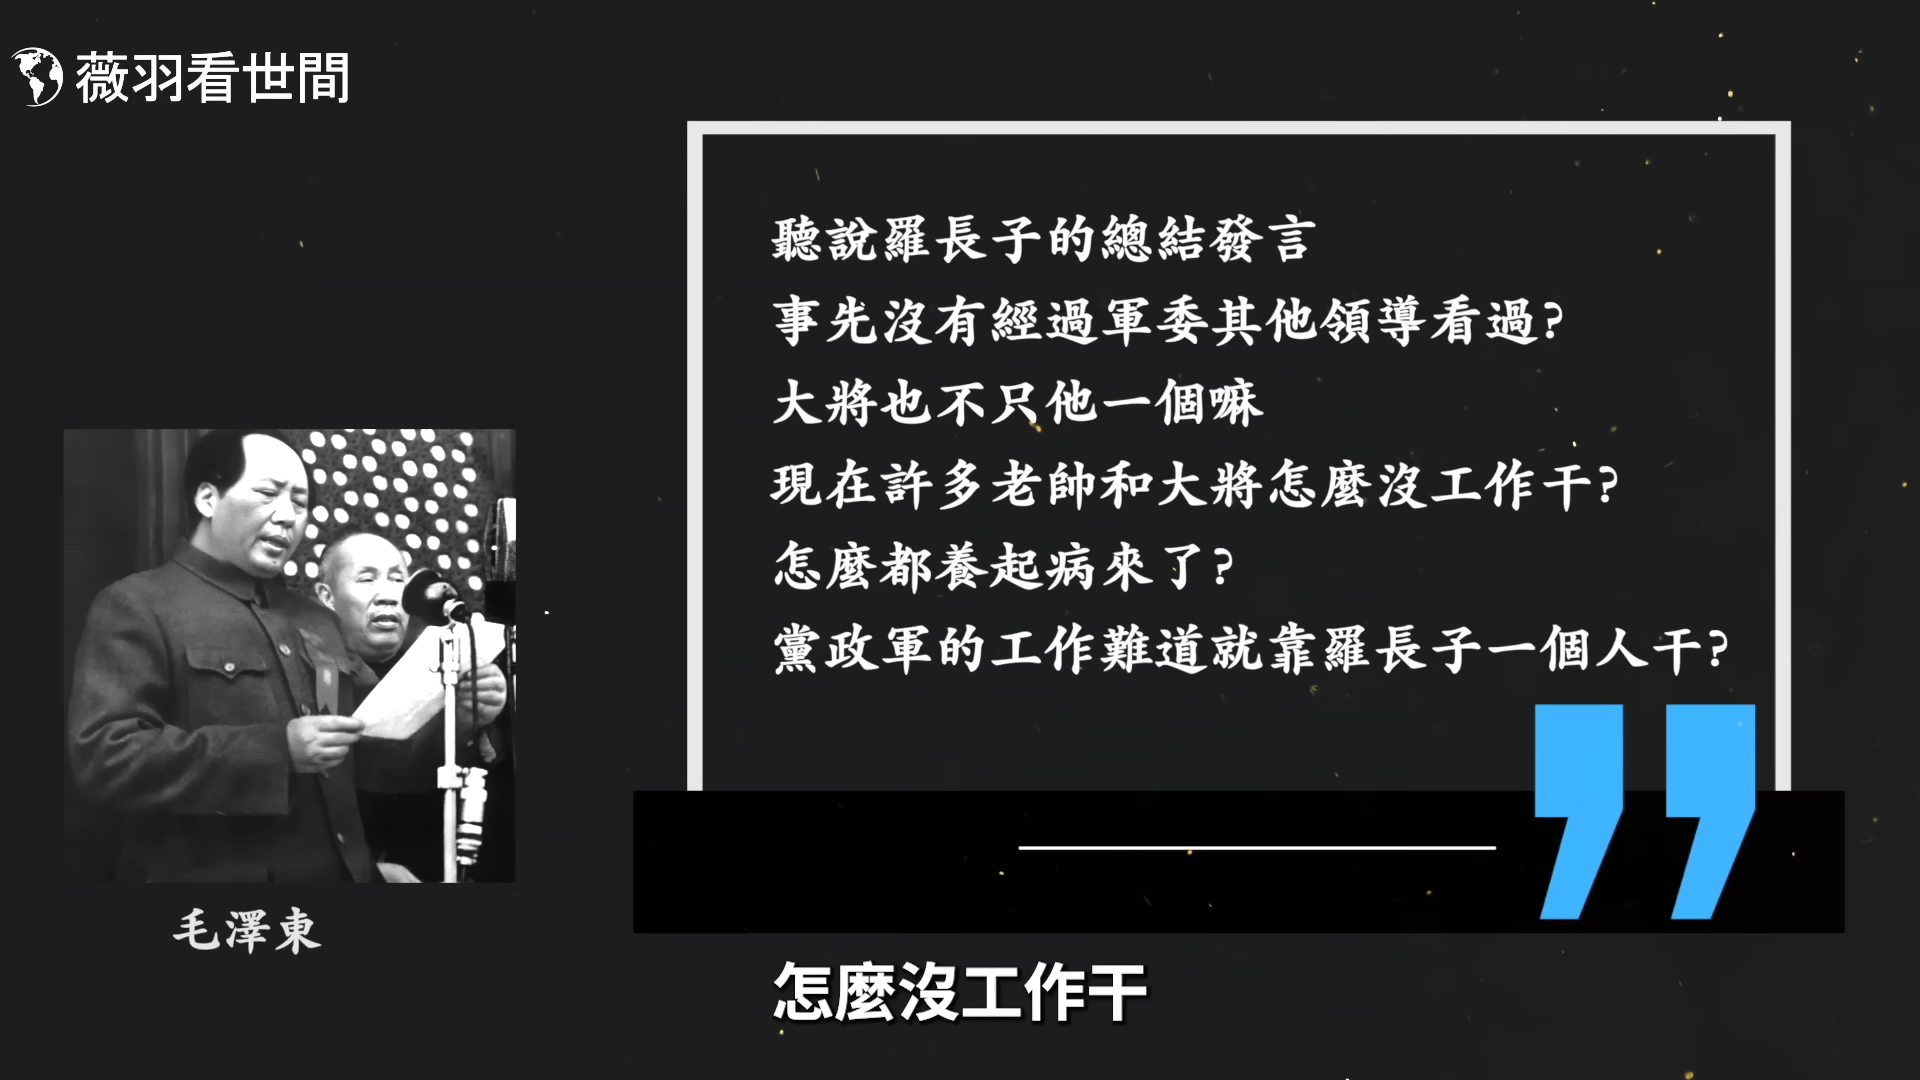 薇羽看世間
聽說羅長子的總結發言
事先沒有經過軍委其他領導看過?
大將也不只他一個嘛
現在許多老帥和大將怎麼沒工作干?
怎麼都養起病來了?
黨政軍的工作難道就靠羅長子一個人干?
毛澤東
怎麼沒工作干